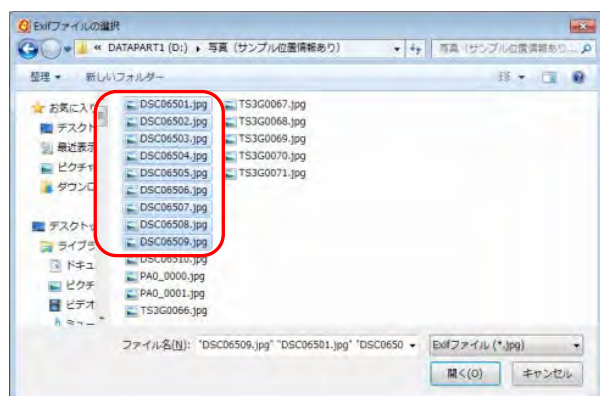 Exifファイルの選択
« DATAPART1 (D:) ▸ 写真（サンプル位置情報あり）
写真（サンプル位置情報あり...
整理 ▼ 新しいフォルダー
お気に入り
デスクト
最近表示
ピクチャ
ダウンロ
デスクト
ライブラ
ドキュ
ピクチ
ビデオ
ミュー
DSC06501.jpg
DSC06502.jpg
DSC06503.jpg
DSC06504.jpg
DSC06505.jpg
DSC06506.jpg
DSC06507.jpg
DSC06508.jpg
DSC06509.jpg
DSC06510.jpg
PA0_0000.jpg
PA0_0001.jpg
TS3G0066.jpg
TS3G0067.jpg
TS3G0068.jpg
TS3G0069.jpg
TS3G0070.jpg
TS3G0071.jpg
ファイル名(N): "DSC06509.jpg" "DSC06501.jpg" "DSC0650
Exifファイル (*.jpg)
開く(O) キャンセル